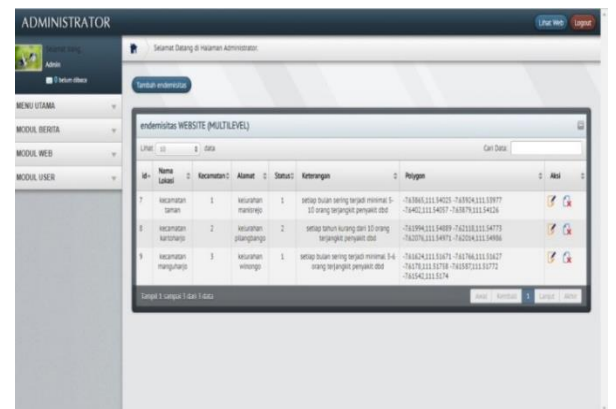 ADMINISTRATOR
Lihat Web
Logout
Selamat Datang,
Admin
0 belum dibaca
Selamat Datang di Halaman Administrator.
Tambah endemisitas
MENU UTAMA
MODUL BERITA
MODUL WEB
MODUL USER
endemisitas WEBSITE (MULTILEVEL)
Lihat 10 data
Cari Data:
id Nama Lokasi Kecamatan Alamat Status Keterangan Polygon Aksi
7 kecamatan taman 1 kelurahan manisrejo 1 setiap bulan sering terjadi minimal 5-10 orang terjangkit penyakit dbd
8 kecamatan kartoharjo 2 kelurahan pilangbango 2 setiap tahun kurang dari 10 orang terjangkit penyakit dbd
9 kecamatan manguharjo 3 kelurahan winongo 1 setiap bulan sering terjadi minimal 3-6 orang terjangkit penyakit dbd
Tampil 1 sampai 3 dari 3 data
Awal Kembali 1 Lanjut Akhir